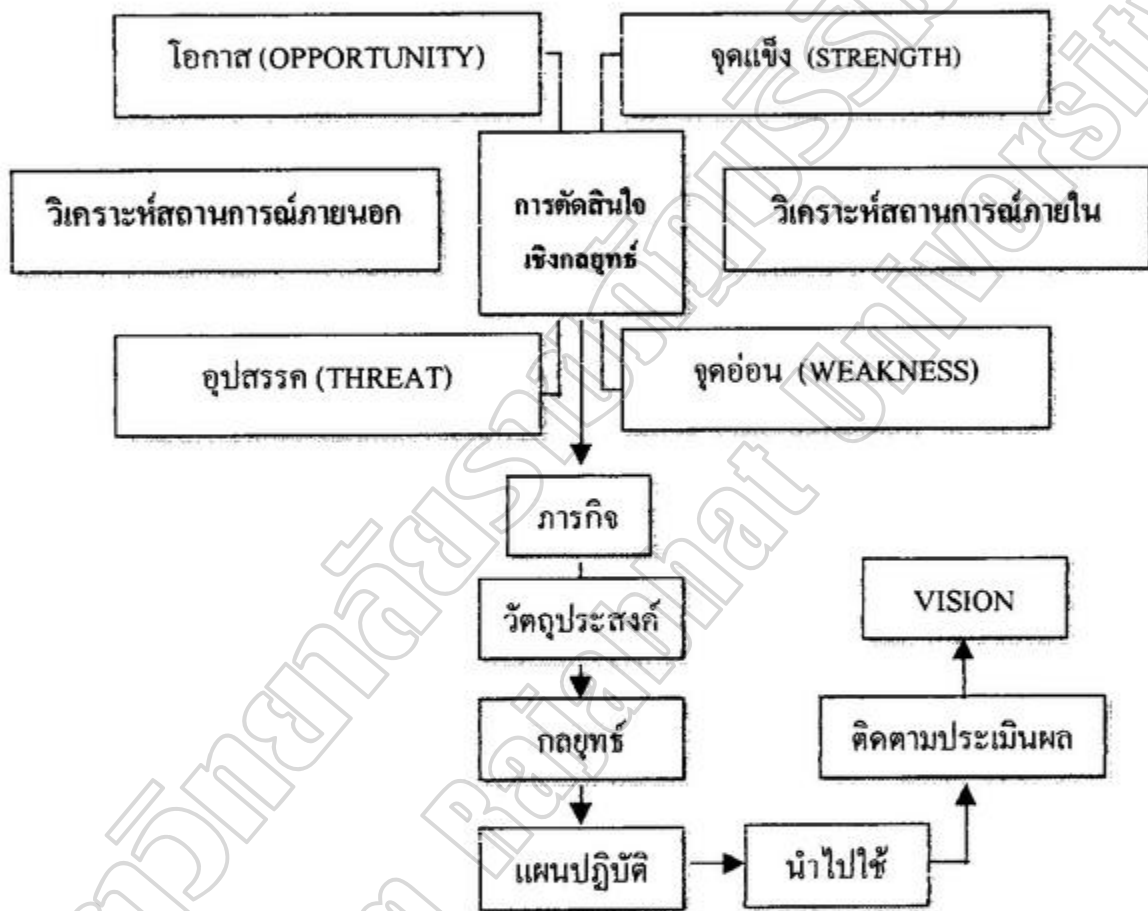 โอกาส (OPPORTUNITY)
จุดแข็ง (STRENGTH)
วิเคราะห์สถานการณ์ภายนอก
การตัดสินใจ
เชิงกลยุทธ์
วิเคราะห์สถานการณ์ภายใน
อุปสรรค (THREAT)
จุดอ่อน (WEAKNESS)
ภารกิจ
วัตถุประสงค์
VISION
กลยุทธ์
ติดตามประเมินผล
แผนปฏิบัติ
นำไปใช้
Rajabhat University